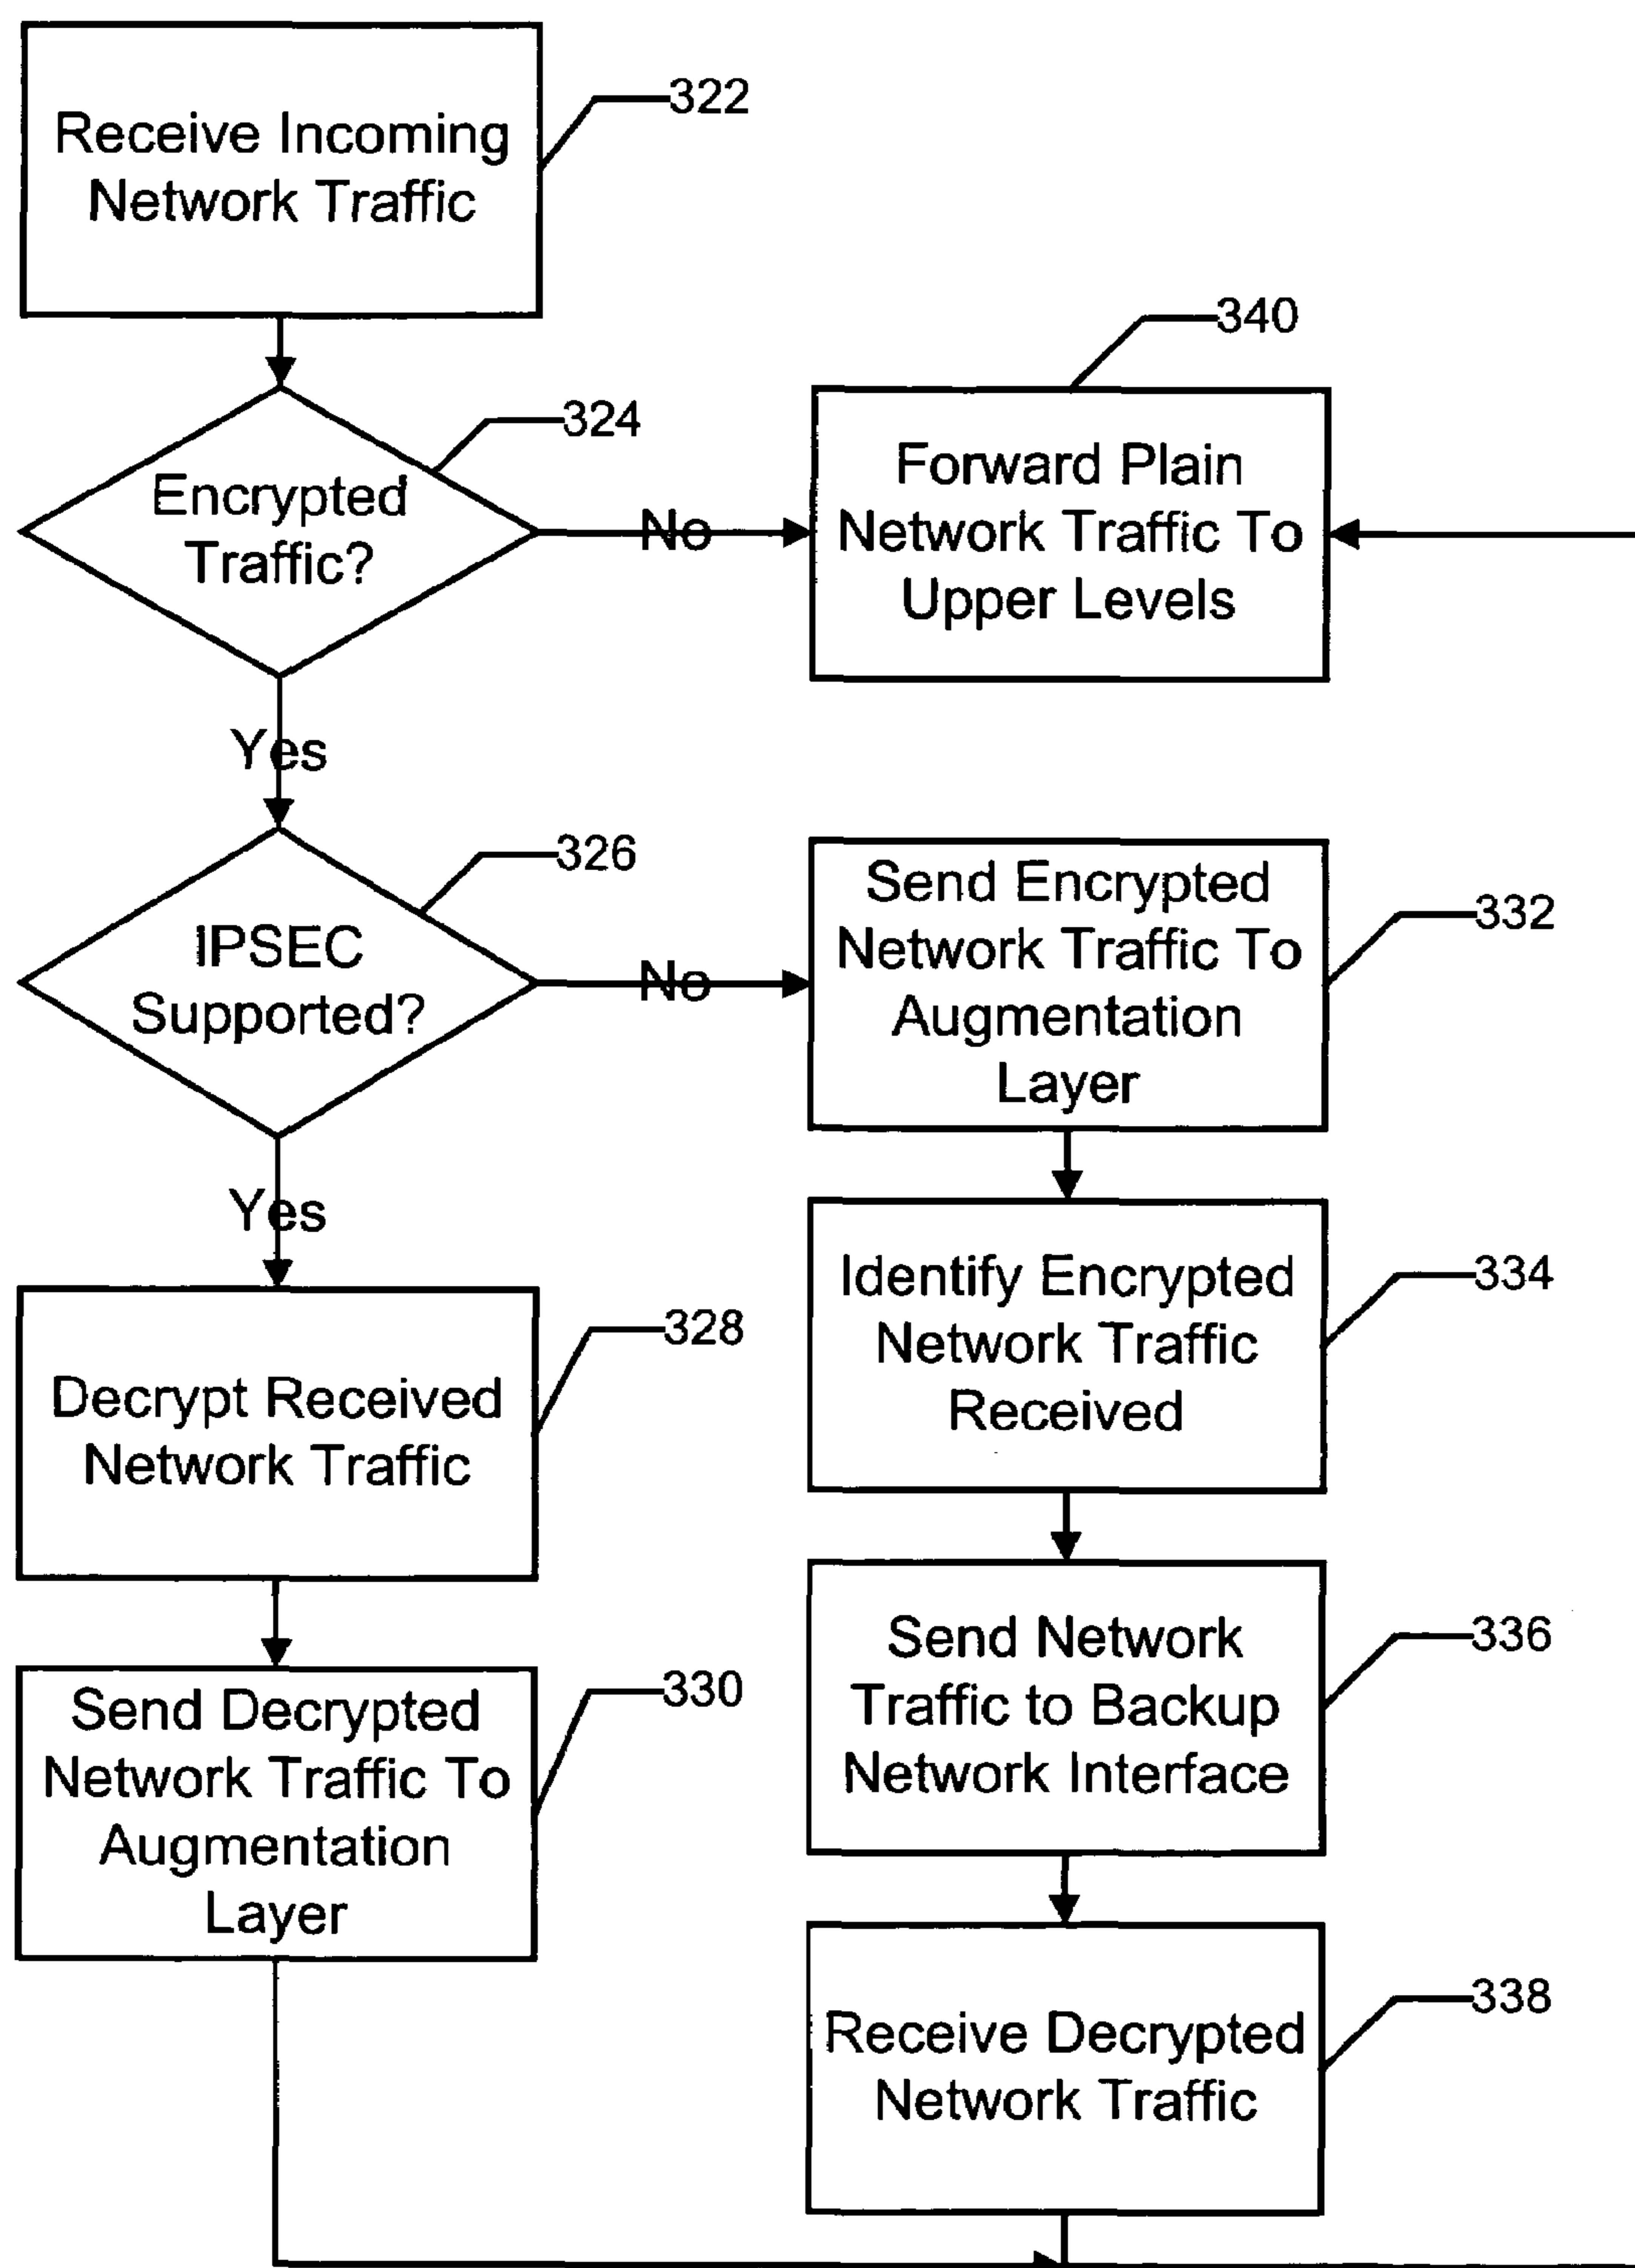 Receive Incoming
Network Traffic
322
Encrypted
Traffic?
324
No
340
Forward Plain
Network Traffic To
Upper Levels
Yes
IPSEC
Supported?
326
No
Send Encrypted
Network Traffic To
Augmentation
Layer
332
Yes
Identify Encrypted
Network Traffic
Received
334
Decrypt Received
Network Traffic
328
Send Network
Traffic to Backup
Network Interface
336
Send Decrypted
Network Traffic To
Augmentation
Layer
330
Receive Decrypted
Network Traffic
338